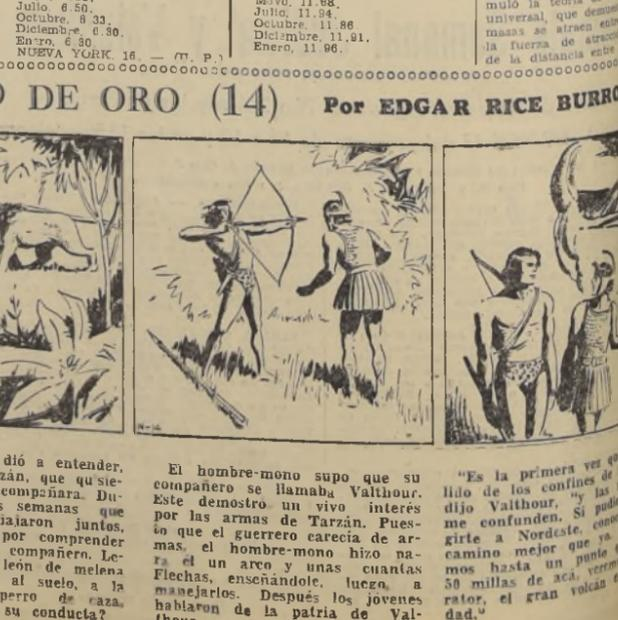 Julio. 6.50.
Octubre. 6 33.
Diciembre, 6.30.
Enero, 6.30
NUEVA YORK. 16. — (T. P.)
Mayo. 11.88.
Julio, 11.94.
Octubre. 11.86
Diciembre, 11.91.
Enero, 11.96.
muló la teoría
universal, que
masas se atraen
la fuerza de
de la distancia entre
DE ORO (14) Por EDGAR RICE BURRO
dió a entender,
zán, que qu'sie-
compañara. Du-
semanas que
iajaron juntos,
por comprender
compañero. Le-
león de melena
al suelo, a la
perro de caza.
su conducta?
El hombre-mono supo que su
compañero se llamaba Valthour.
Este demostró un vivo interés
por las armas de Tarzán. Pues-
to que el guerrero carecía de ar-
mas, el hombre-mono hizo pa-
ra él un arco y unas cuantas
Flechas, enseñándole, luego, a
manejarlos. Después los jóvenes
hablaron de la patria de Val-
"Es la primera vez
lido de los confines de
dijo Valthour, "y las
me confunden. Si
girte a Nordeste,
camino mejor que
mos hasta un punto
50 millas de acá,
rator, el gran volcán
dad."